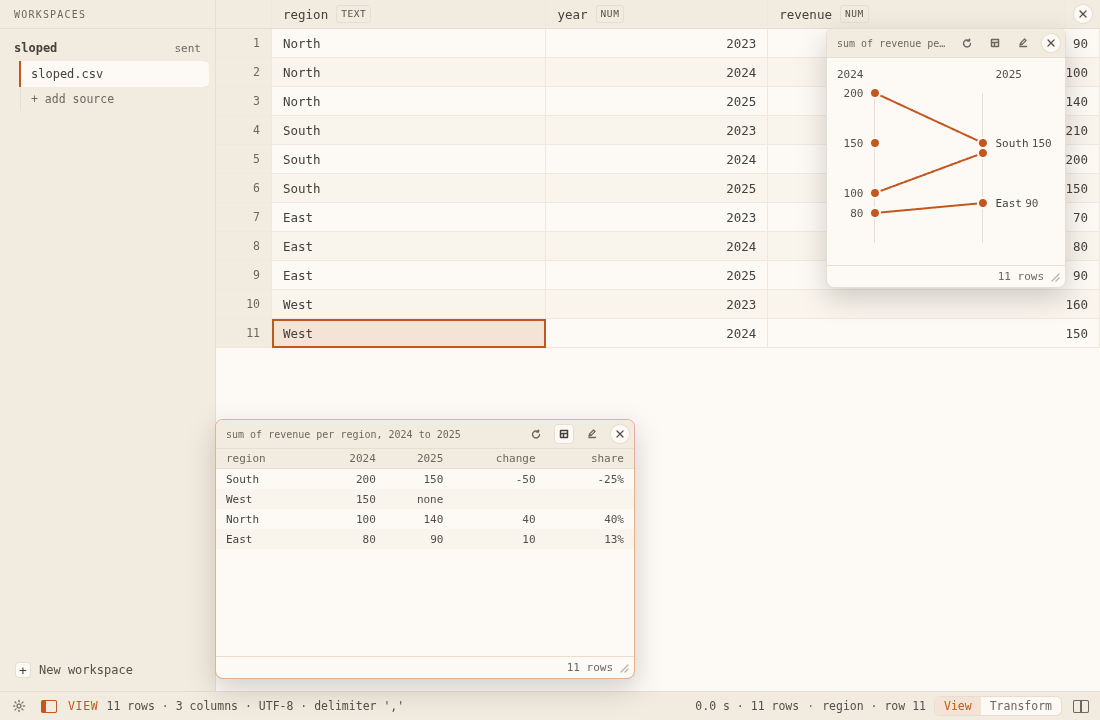 WORKSPACES
sloped sent
sloped.csv
+ add source
+ New workspace
region TEXT year NUM revenue NUM
1 North 2023 90
2 North 2024 100
3 North 2025 140
4 South 2023 210
5 South 2024 200
6 South 2025 150
7 East 2023 70
8 East 2024 80
9 East 2025 90
10 West 2023 160
11 West 2024 150
sum of revenue pe…
2024 2025
200
150 South 150
100
80 East 90
11 rows
sum of revenue per region, 2024 to 2025
region 2024 2025 change share
South 200 150 -50 -25%
West 150 none
North 100 140 40 40%
East 80 90 10 13%
11 rows
VIEW 11 rows · 3 columns · UTF-8 · delimiter ',' 0.0 s · 11 rows · region · row 11 View Transform